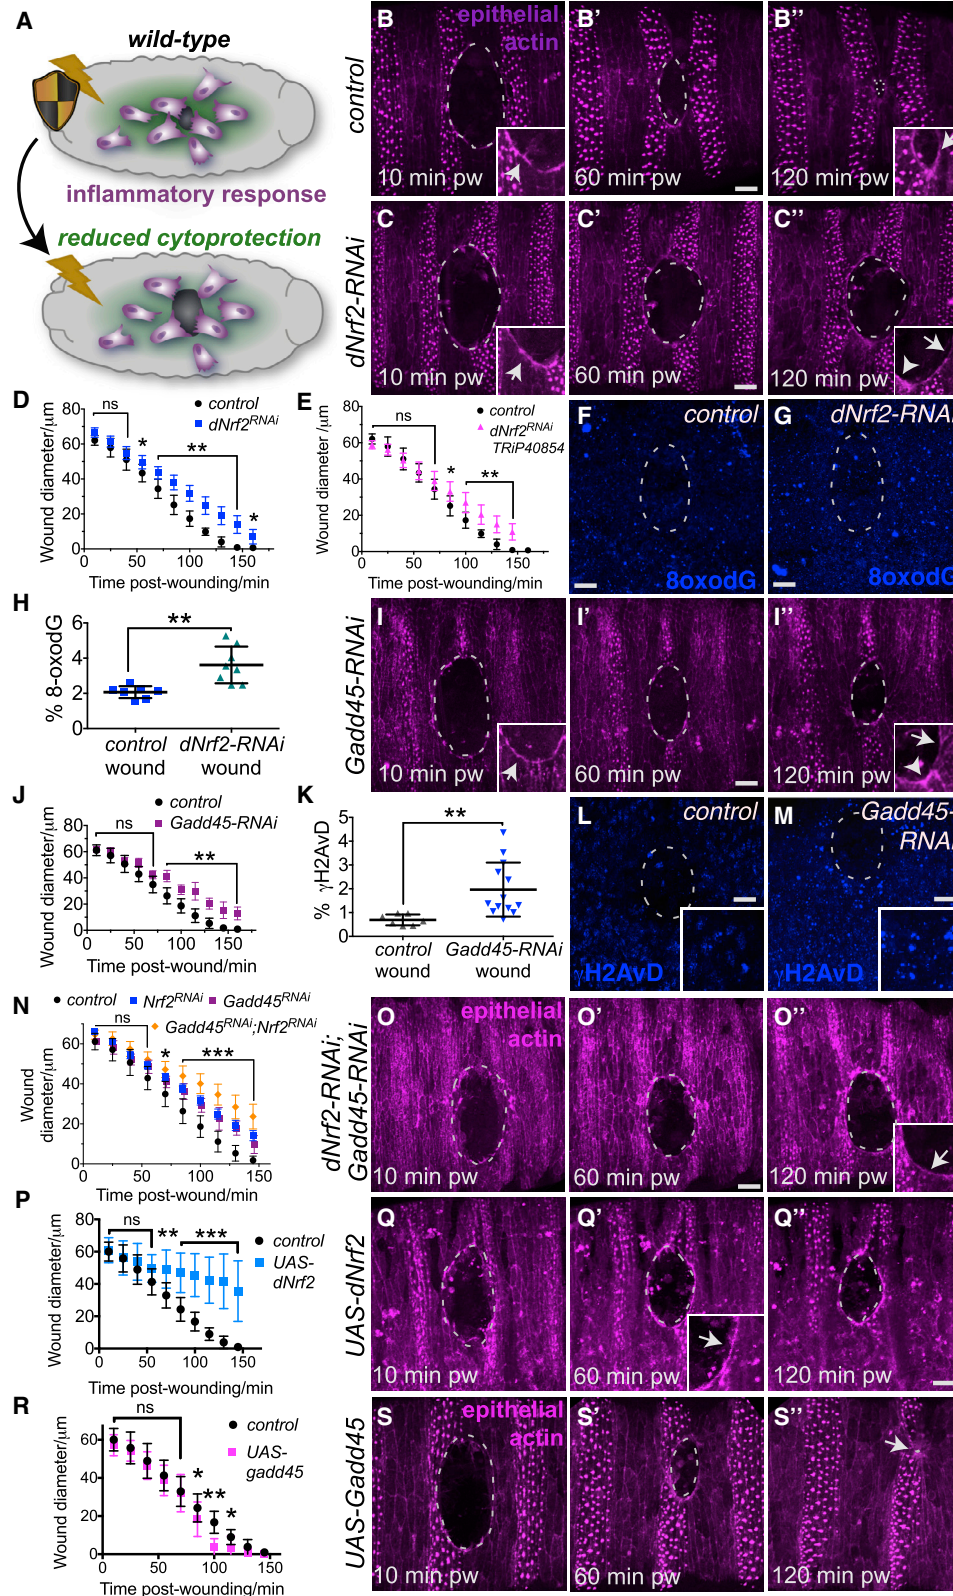 A
wild-type
inflammatory response
reduced cytoprotection
control
B
epithelial
actin
10 min pw
B'
60 min pw
B''
120 min pw
dNrf2-RNAi
C
10 min pw
C'
60 min pw
C''
120 min pw
D
Wound diameter/μm
80
60
40
20
0
ns
*
**
*
control
dNrf2RNAi
0 50 100 150
Time post-wounding/min
E
Wound diameter /μm
80
60
40
20
0
ns
*
**
control
dNrf2RNAi
TRiP40854
0 50 100 150
Time post-wounding/min
F
control
8oxodG
G
dNrf2-RNAi
8oxodG
H
% 8-oxodG
6
4
2
0
**
control
wound
dNrf2-RNAi
wound
Gadd45-RNAi
I
10 min pw
I'
60 min pw
I''
120 min pw
J
control
Gadd45-RNAi
Wound diameter/μm
80
60
40
20
0
ns
**
0 50 100 150
Time post-wound/min
K
% γH2AvD
5
4
3
2
1
0
**
control
wound
Gadd45-RNAi
wound
L
control
γH2AvD
M
Gadd45-
RNAi
γH2AvD
N
control
Nrf2RNAi
Gadd45RNAi
Gadd45RNAi;Nrf2RNAi
Wound
diameter/μm
60
40
20
0
ns
*
***
0 50 100 150
Time post-wound/min
dNrf2-RNAi;
Gadd45-RNAi
O
epithelial
actin
10 min pw
O'
60 min pw
O''
120 min pw
P
Wound diameter/μm
80
60
40
20
0
ns
**
***
control
UAS-
dNrf2
0 50 100 150
Time post-wounding/min
UAS-dNrf2
Q
10 min pw
Q'
60 min pw
Q''
120 min pw
R
Wound diameter/μm
60
40
20
0
ns
*
**
*
control
UAS-
gadd45
0 50 100 150
Time post-wounding/min
UAS-Gadd45
S
epithelial
actin
10 min pw
S'
60 min pw
S''
120 min pw